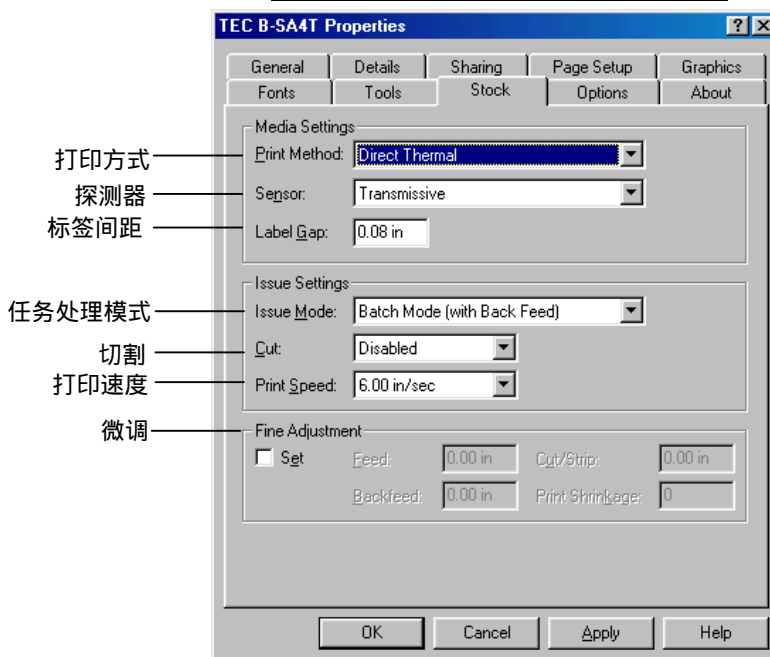 TEC B-SA4T Properties ? ×
General Details Sharing Page Setup Graphics
Fonts Tools Stock Options About
Media Settings
打印方式 Print Method: Direct Thermal
探测器 Sensor: Transmissive
标签间距 Label Gap: 0.08 in
Issue Settings
任务处理模式 Issue Mode: Batch Mode (with Back Feed)
切割 Cut: Disabled
打印速度 Print Speed: 6.00 in/sec
微调 Fine Adjustment
Set Feed: 0.00 in Cut/Strip: 0.00 in
Backfeed: 0.00 in Print Shrinkage: 0
OK Cancel Apply Help